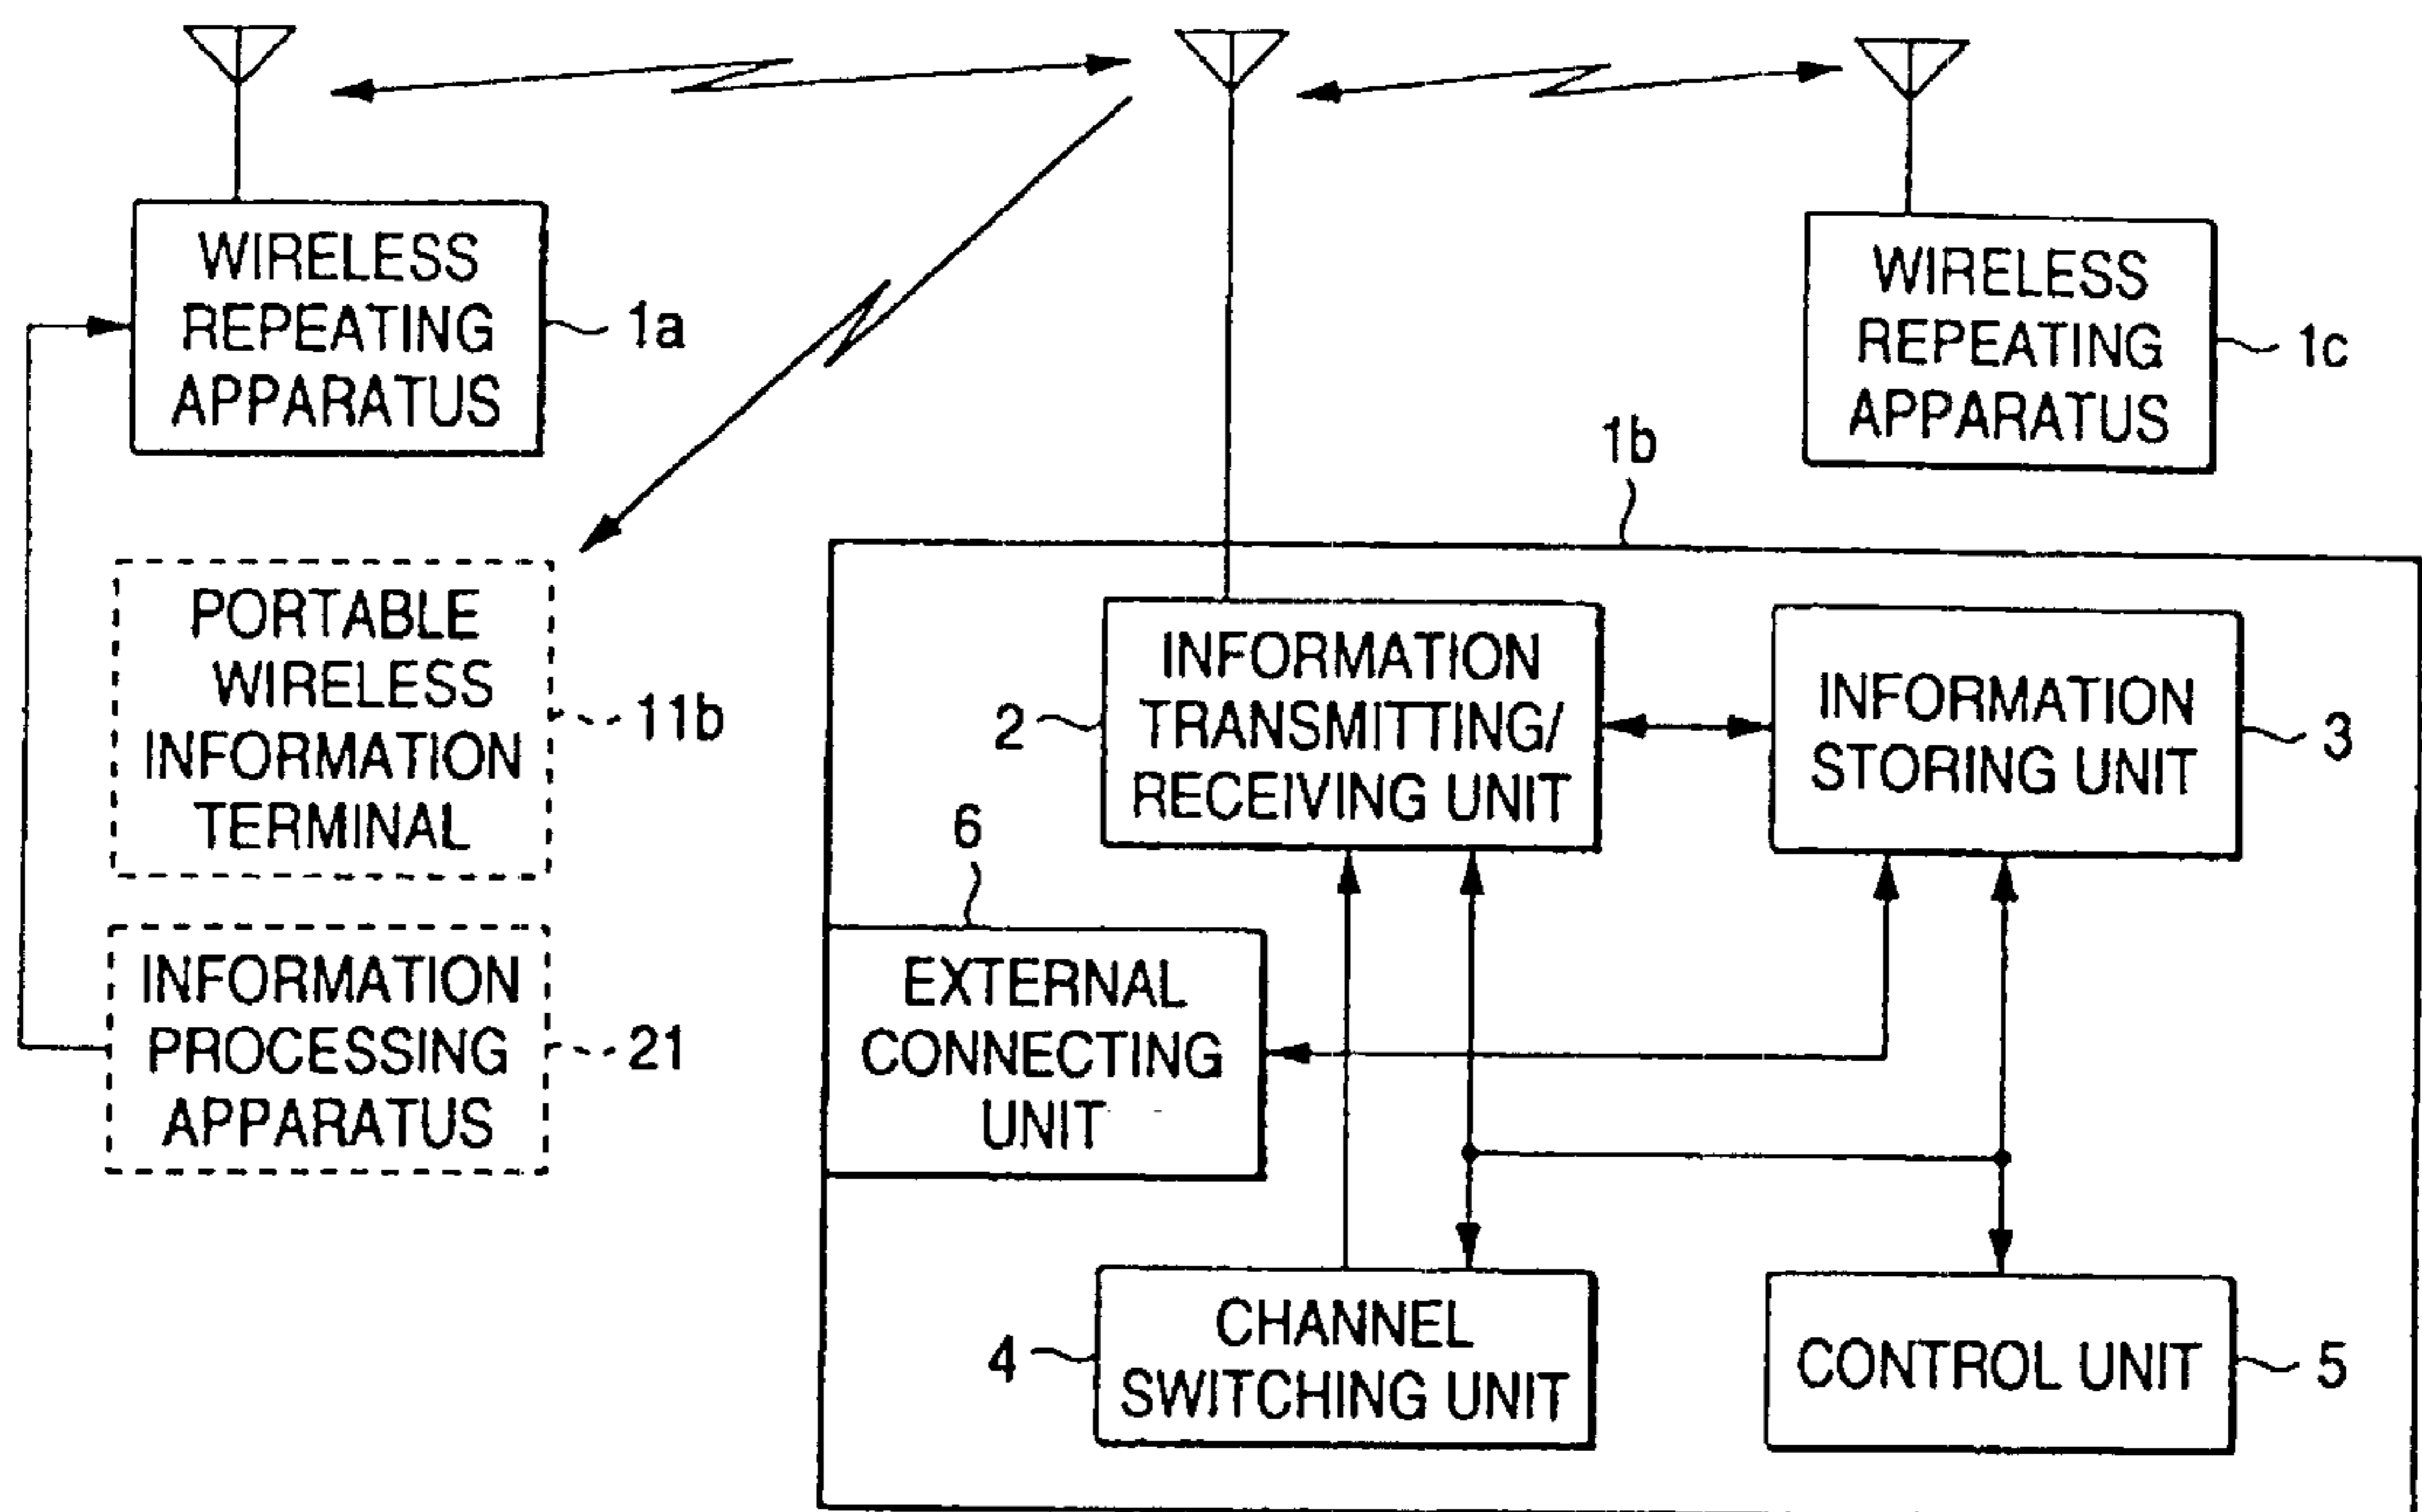 WIRELESS
REPEATING
APPARATUS
1a
WIRELESS
REPEATING
APPARATUS
1c
1b
PORTABLE
WIRELESS
INFORMATION
TERMINAL
11b
INFORMATION
TRANSMITTING/
RECEIVING UNIT
2
INFORMATION
STORING UNIT
3
6
EXTERNAL
CONNECTING
UNIT
INFORMATION
PROCESSING
APPARATUS
21
CHANNEL
SWITCHING UNIT
4
CONTROL UNIT
5